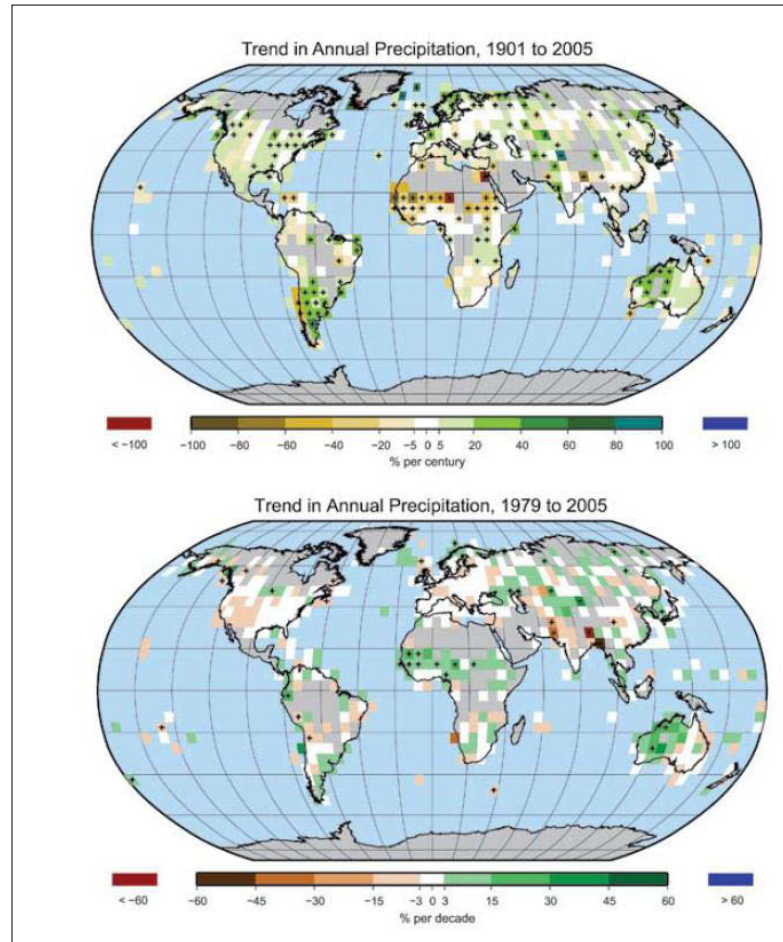 Trend in Annual Precipitation, 1901 to 2005
< −100 −100 −80 −60 −40 −20 −5 0 5 20 40 60 80 100 > 100
% per century
Trend in Annual Precipitation, 1979 to 2005
< −60 −60 −45 −30 −15 −3 0 3 15 30 45 60 > 60
% per decade